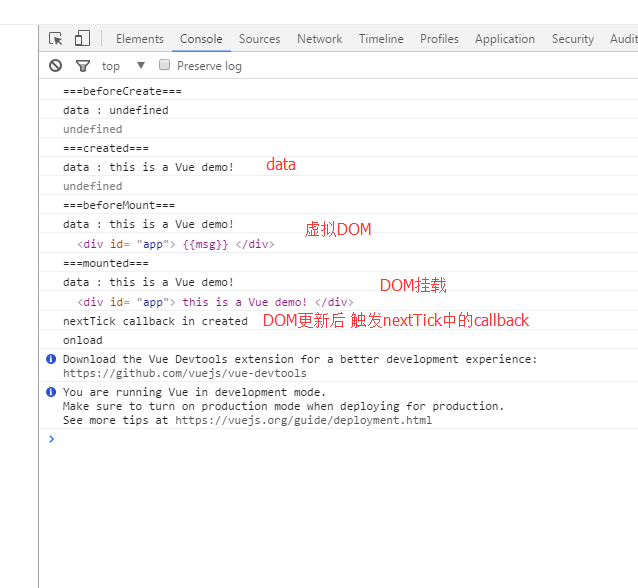 Elements Console Sources Network Timeline Profiles Application Security Audit
top ▼ Preserve log
===beforeCreate===
data : undefined
undefined
===created===
data : this is a Vue demo! data
undefined
===beforeMount===
data : this is a Vue demo!
虚拟DOM
<div id= "app"> {{msg}} </div>
===mounted===
data : this is a Vue demo!
DOM挂载
<div id= "app"> this is a Vue demo! </div>
nextTick callback in created DOM更新后 触发nextTick中的callback
onload
Download the Vue Devtools extension for a better development experience:
https://github.com/vuejs/vue-devtools
You are running Vue in development mode.
Make sure to turn on production mode when deploying for production.
See more tips at https://vuejs.org/guide/deployment.html